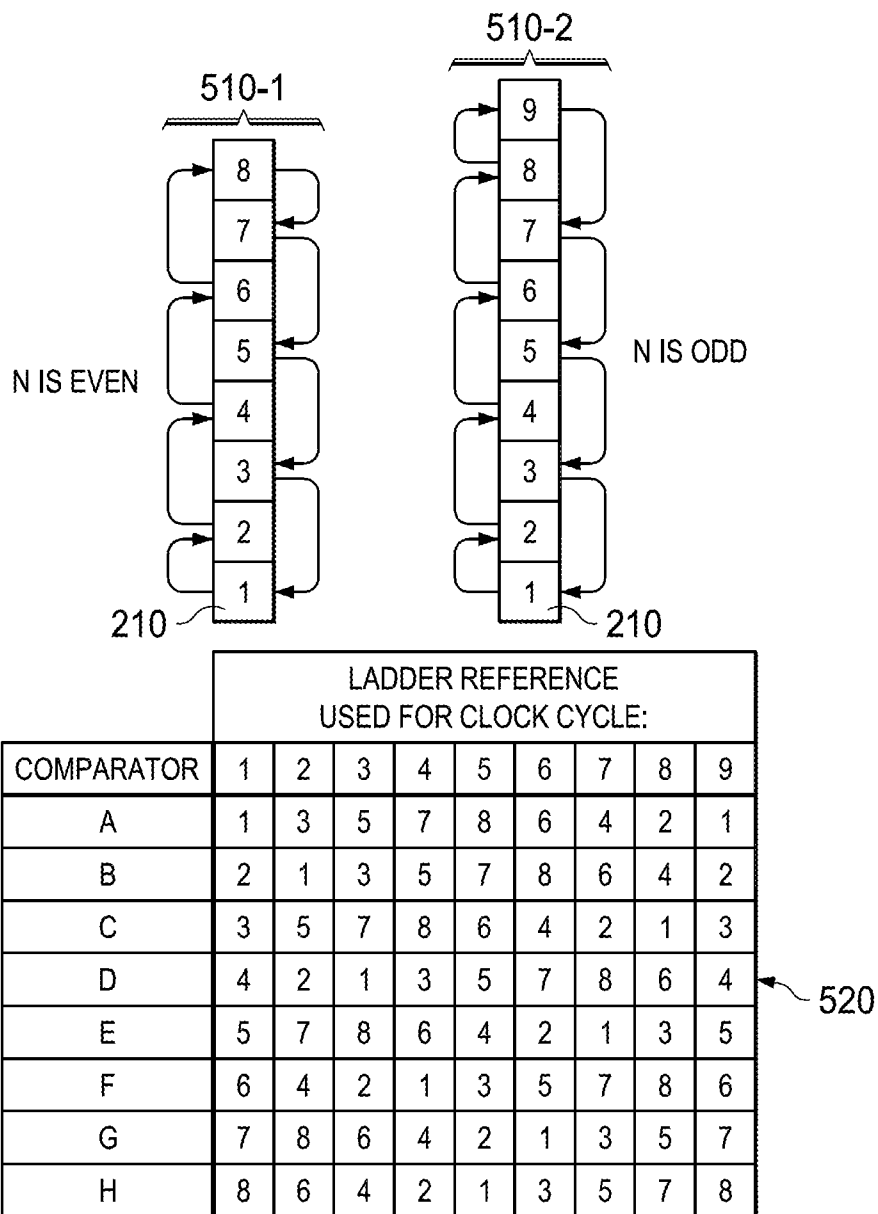 510-2
510-1
9
8
8
7
7
6
6
5
5
N IS ODD
N IS EVEN
4
4
3
3
2
2
1
1
210
210
LADDER REFERENCE
USED FOR CLOCK CYCLE:
COMPARATOR 1 2 3 4 5 6 7 8 9
A 1 3 5 7 8 6 4 2 1
B 2 1 3 5 7 8 6 4 2
C 3 5 7 8 6 4 2 1 3
D 4 2 1 3 5 7 8 6 4
520
E 5 7 8 6 4 2 1 3 5
F 6 4 2 1 3 5 7 8 6
G 7 8 6 4 2 1 3 5 7
H 8 6 4 2 1 3 5 7 8